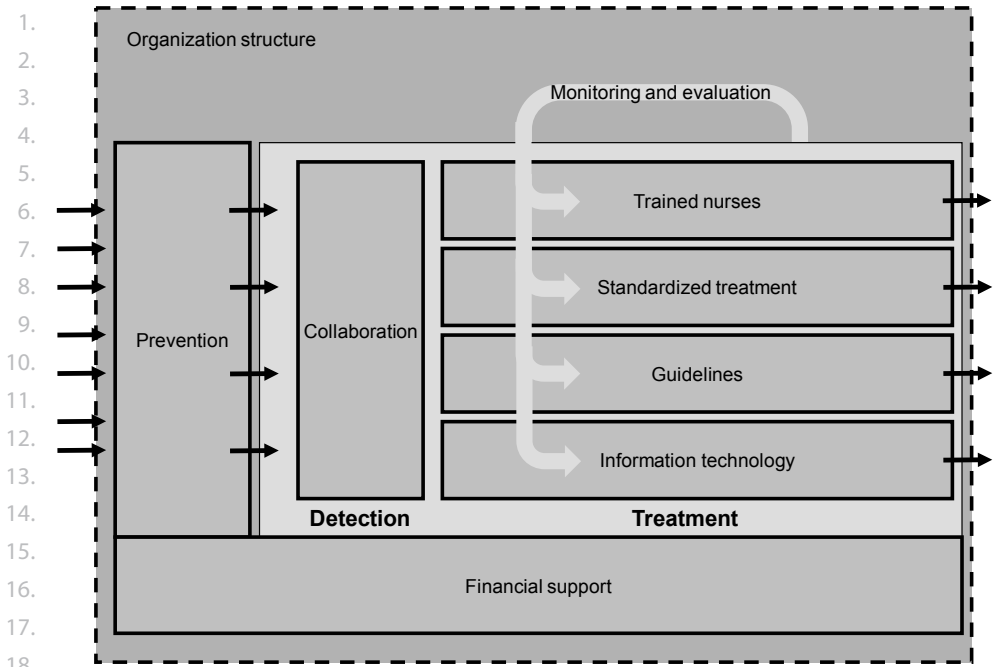 1.
2.
3.
4.
5.
6.
7.
8.
9.
10.
11.
12.
13.
14.
15.
16.
17.
18.
Organization structure
Monitoring and evaluation
Prevention
Collaboration
Trained nurses
Standardized treatment
Guidelines
Information technology
Detection
Treatment
Financial support